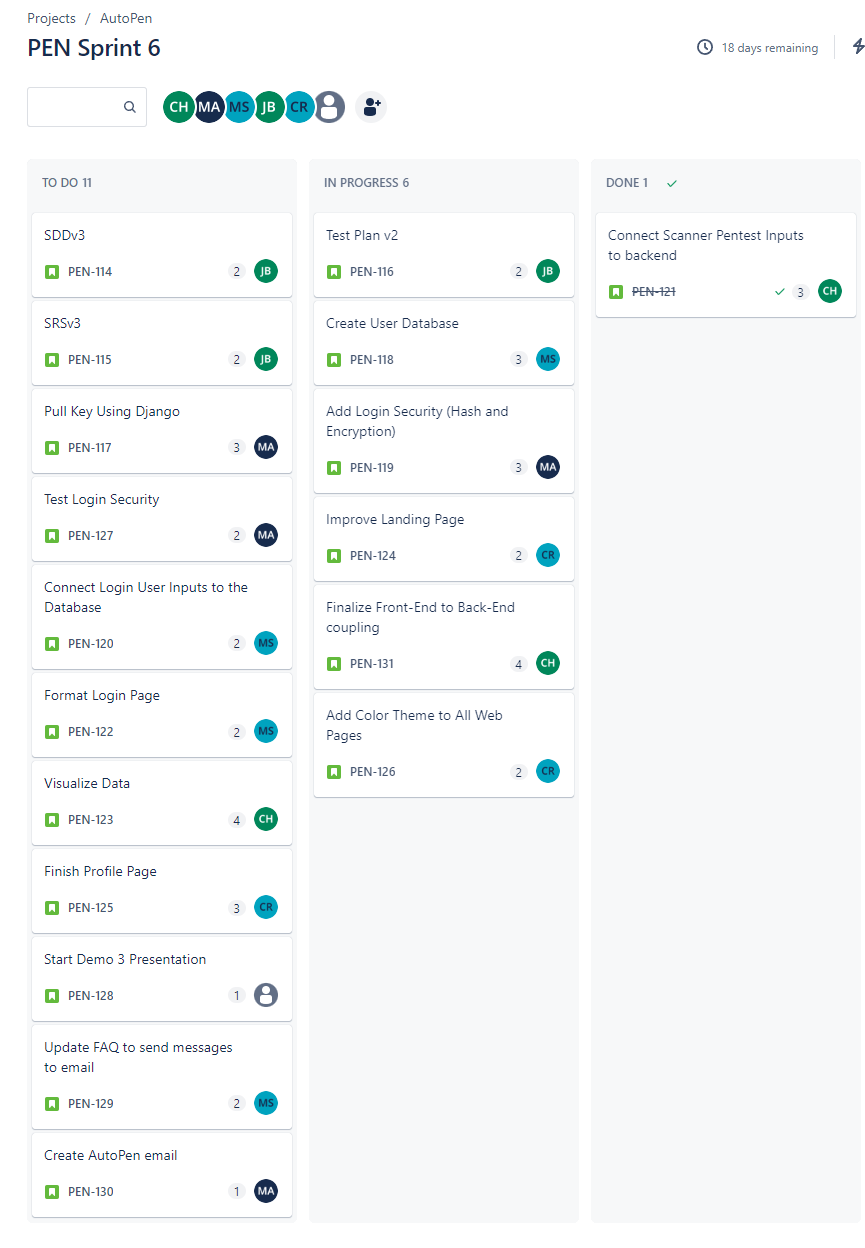 Projects / AutoPen
PEN Sprint 6
18 days remaining
CH MA MS JB CR
TO DO 11
SDDv3
PEN-114 2 JB
SRSv3
PEN-115 2 JB
Pull Key Using Django
PEN-117 3 MA
Test Login Security
PEN-127 2 MA
Connect Login User Inputs to the
Database
PEN-120 2 MS
Format Login Page
PEN-122 2 MS
Visualize Data
PEN-123 4 CH
Finish Profile Page
PEN-125 3 CR
Start Demo 3 Presentation
PEN-128 1
Update FAQ to send messages
to email
PEN-129 2 MS
Create AutoPen email
PEN-130 1 MA
IN PROGRESS 6
Test Plan v2
PEN-116 2 JB
Create User Database
PEN-118 3 MS
Add Login Security (Hash and
Encryption)
PEN-119 3 MA
Improve Landing Page
PEN-124 2 CR
Finalize Front-End to Back-End
coupling
PEN-131 4 CH
Add Color Theme to All Web
Pages
PEN-126 2 CR
DONE 1
Connect Scanner Pentest Inputs
to backend
PEN-121 3 CH